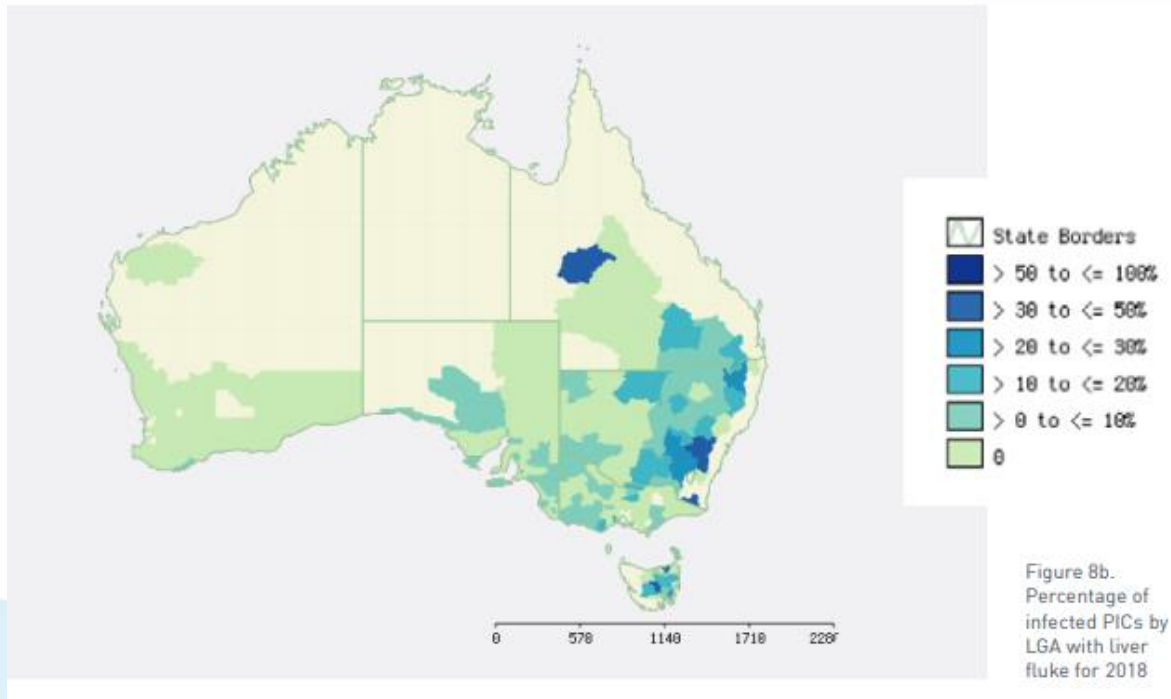 State Borders
> 50 to <= 100%
> 30 to <= 50%
> 20 to <= 30%
> 10 to <= 20%
> 0 to <= 10%
0
0 570 1140 1710 228
Figure 8b.
Percentage of
infected PICs by
LGA with liver
fluke for 2018